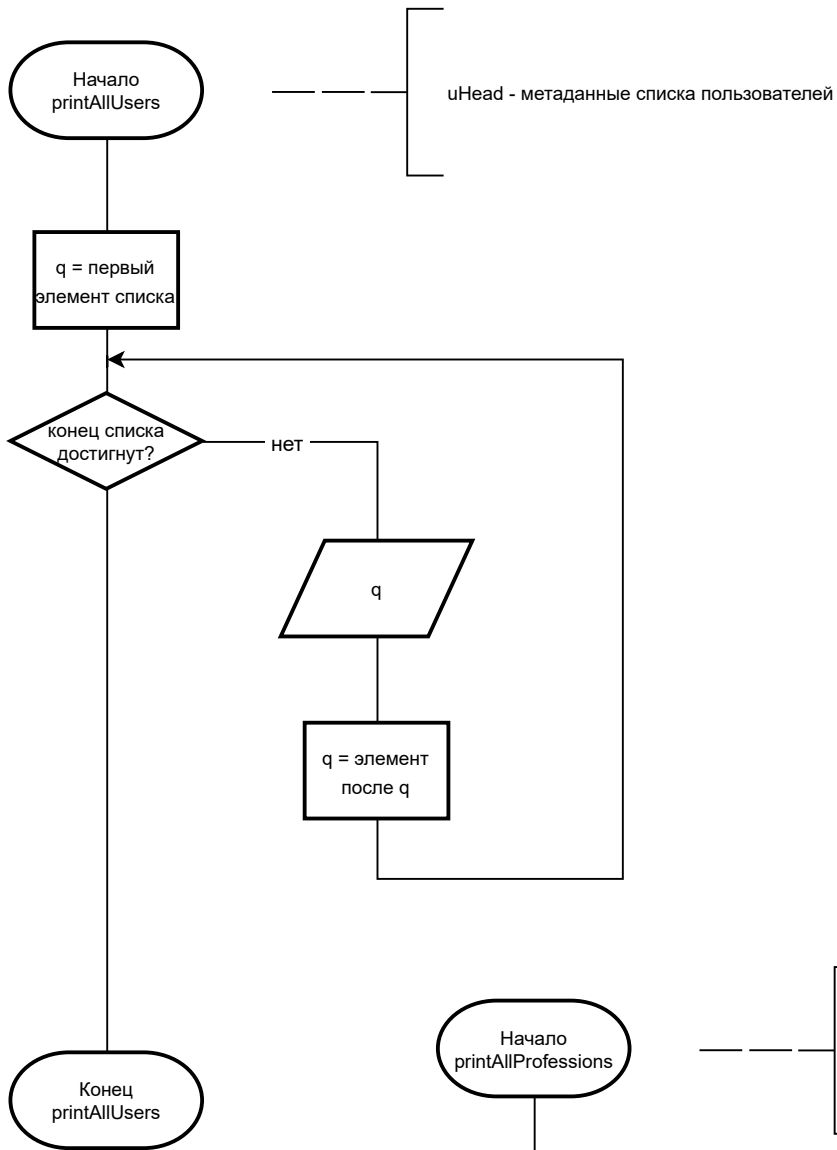 Начало
printAllUsers
uHead - метаданные списка пользователей
q = первый
элемент списка
конец списка
достигнут?
нет
q
q = элемент
после q
Начало
printAllProfessions
Конец
printAllUsers